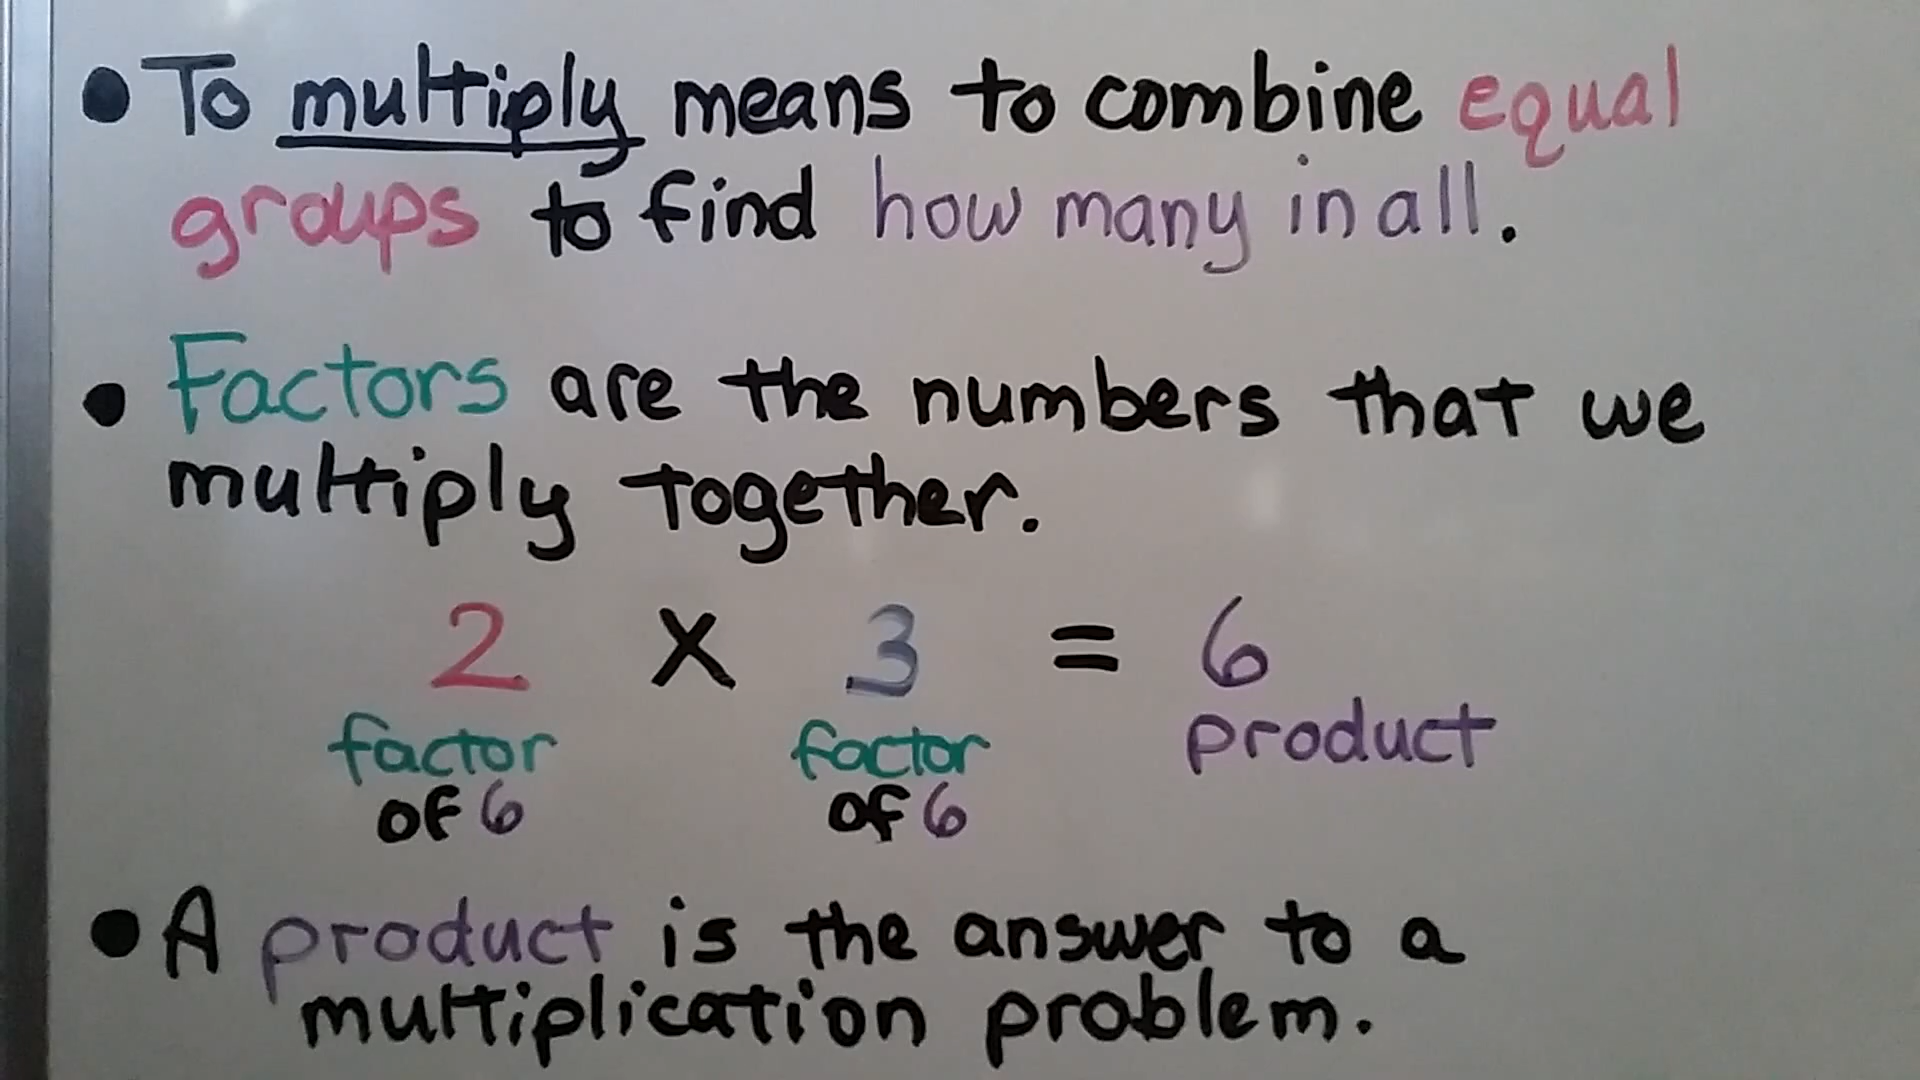 • To multiply means to combine equal
groups to find how many in all.
• Factors are the numbers that we
multiply together.
2 x 3 = 6
factor factor product
of 6 of 6
• A product is the answer to a
multiplication problem.